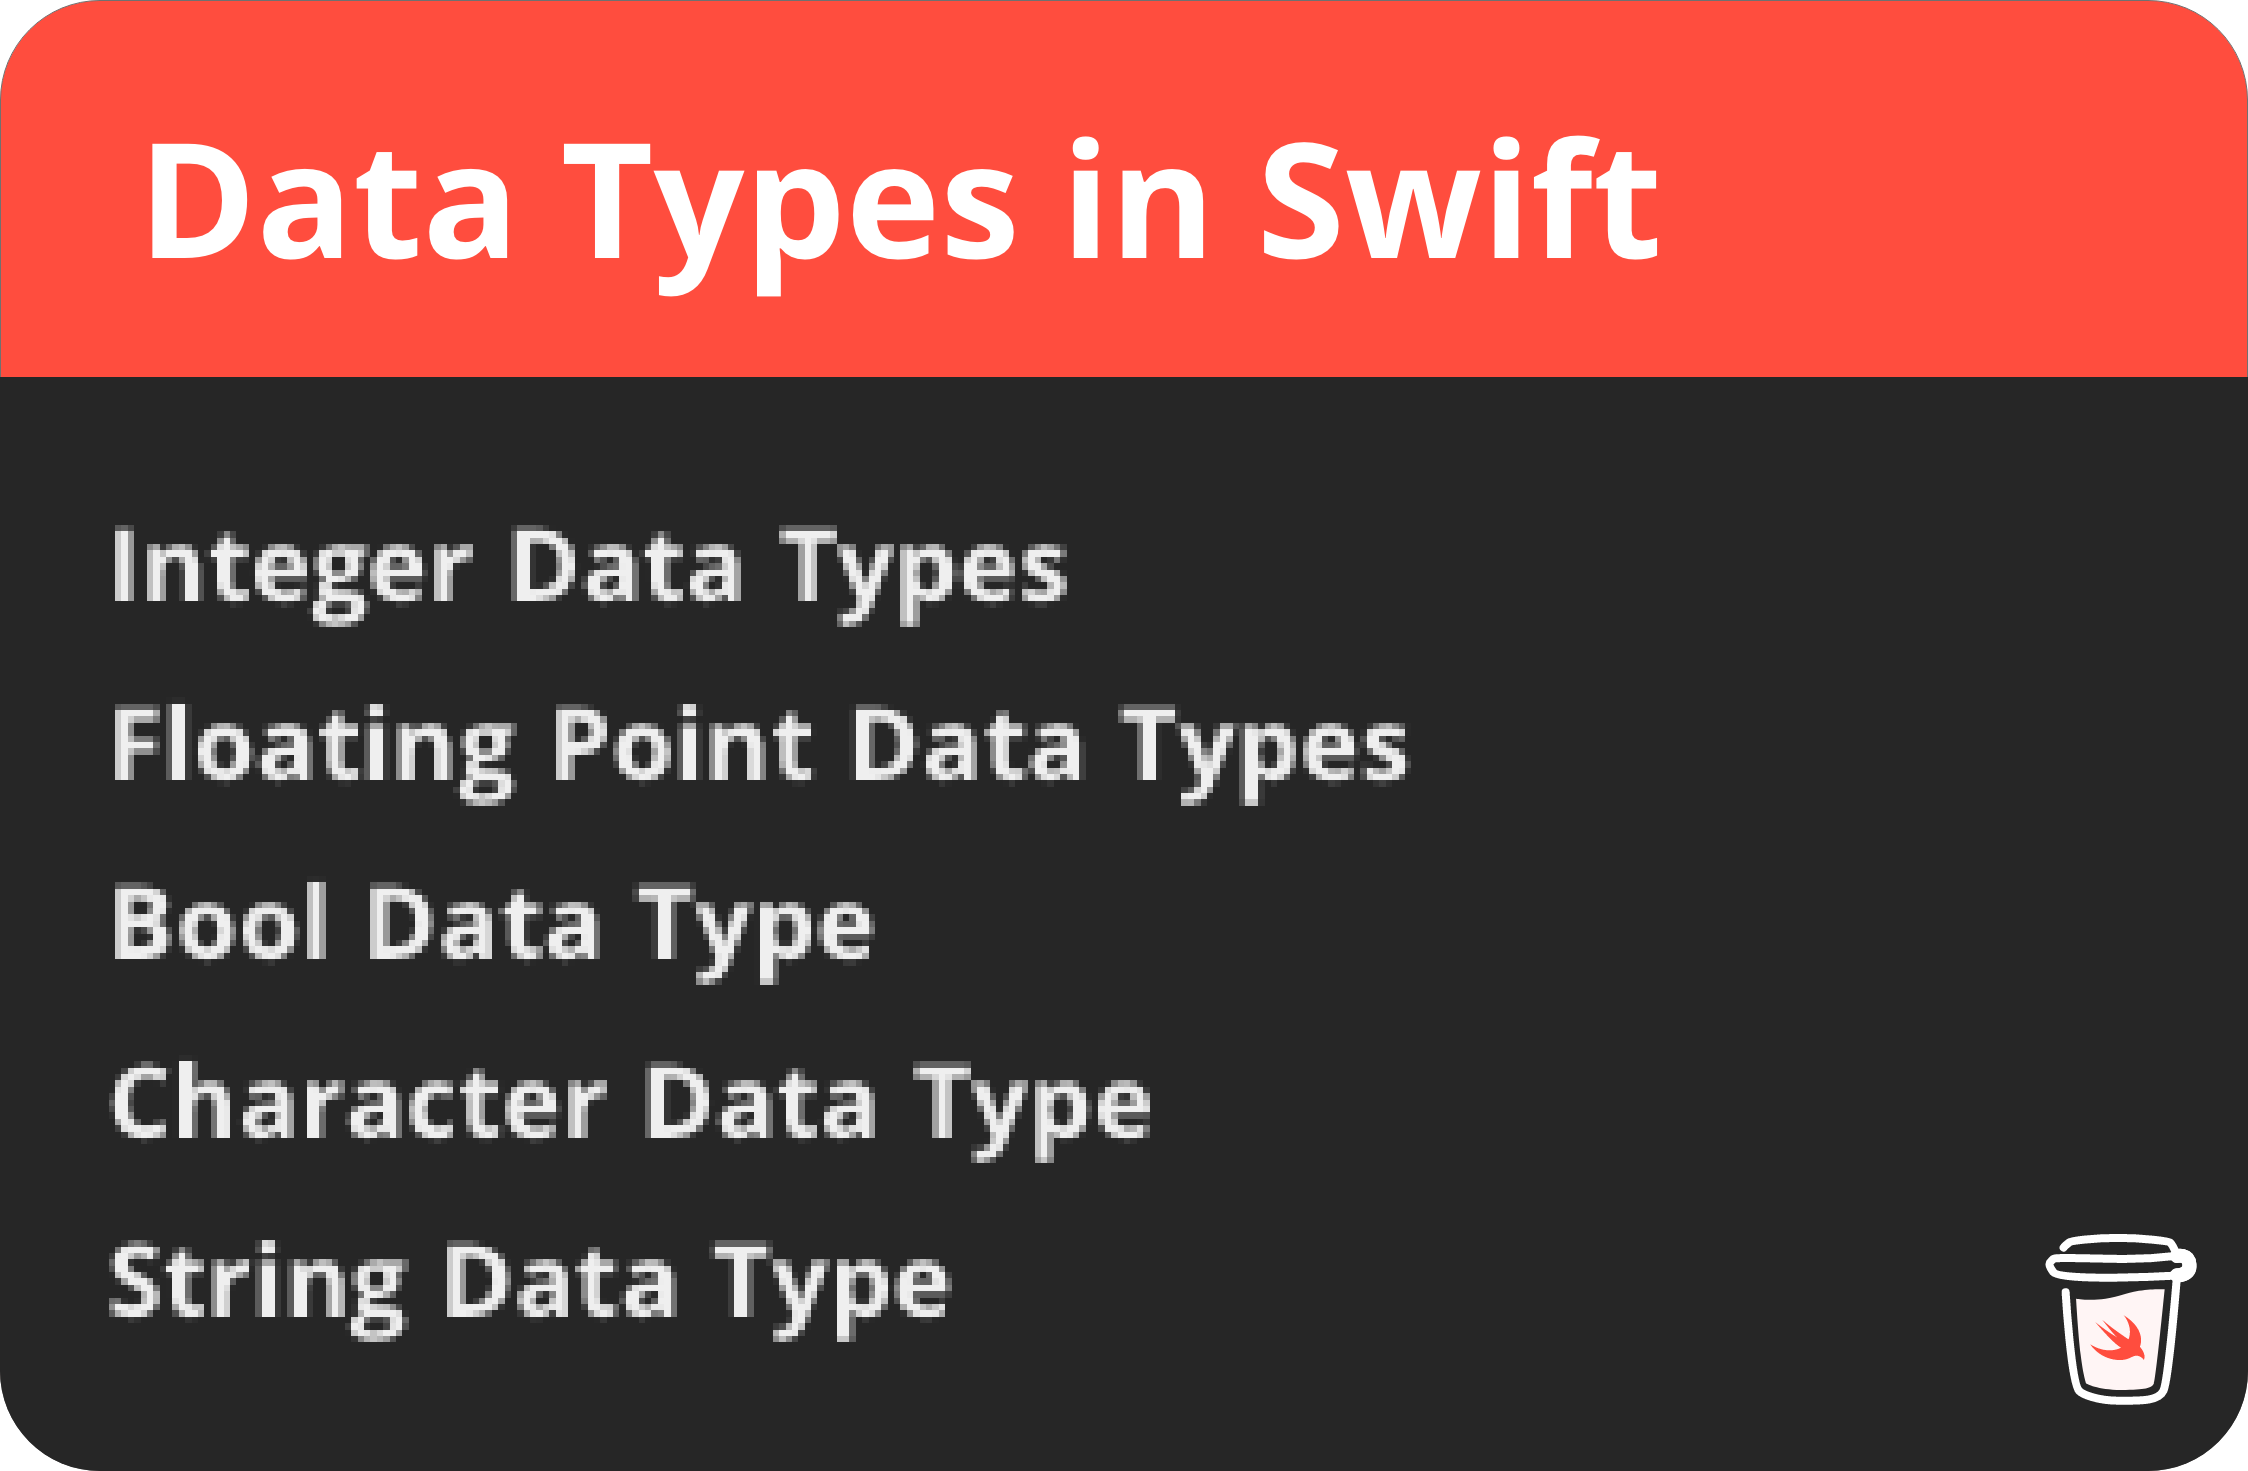 Data Types in Swift
Integer Data Types
Floating Point Data Types
Bool Data Type
Character Data Type
String Data Type